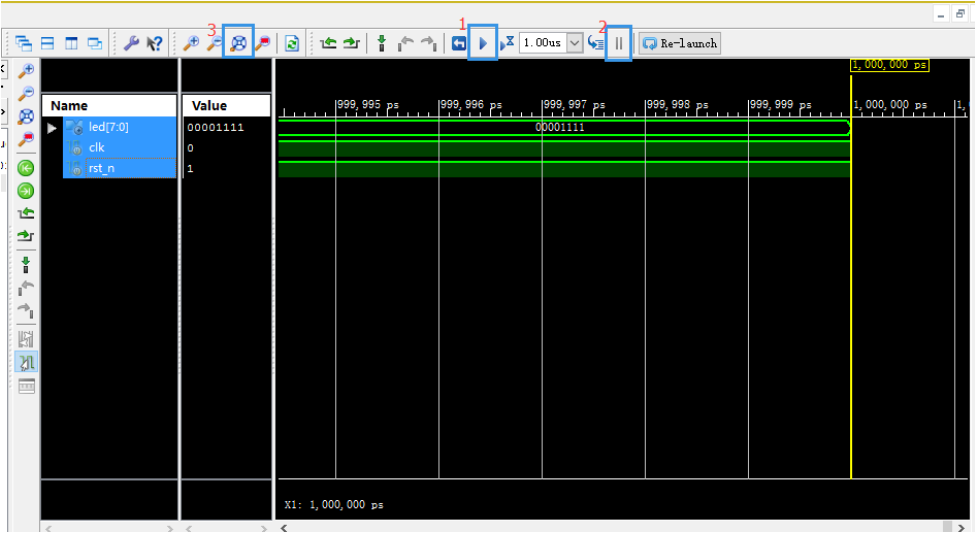 3
1
2
1.00us
Re-launch
1,000,000 ps
Name
Value
999,995 ps
999,996 ps
999,997 ps
999,998 ps
999,999 ps
1,000,000 ps
1,
led[7:0]
00001111
00001111
clk
0
rst_n
1
X1: 1,000,000 ps